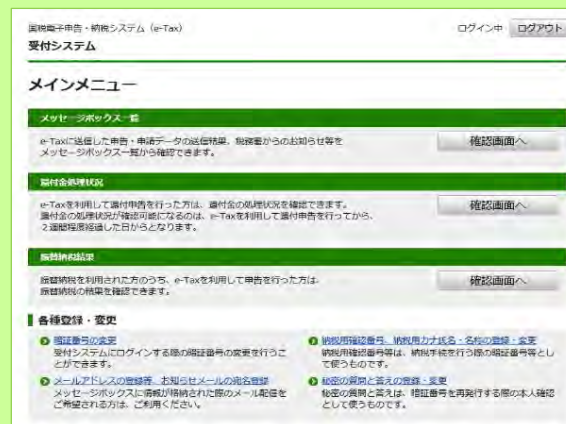 国税電子申告・納税システム(e-Tax)
ログイン中 ログアウト
受付システム
メインメニュー
メッセージボックス一覧
e-Taxに送信した申告・申請データの送信結果、税務署からのお知らせ等を
メッセージボックス一覧から確認できます。
確認画面へ
還付金処理状況
e-Taxを利用して還付申告を行った方は、還付金の処理状況を確認できます。
還付金の処理状況が確認可能になるのは、e-Taxを利用して還付申告を行ってから、
2週間程度経過した日からとなります。
確認画面へ
振替納税結果
振替納税を利用された方のうち、e-Taxを利用して申告を行った方は、
振替納税の結果を確認できます。
確認画面へ
各種登録・変更
暗証番号の変更
受付システムにログインする際の暗証番号の変更を行うこ
とができます。
納税用確認番号、納税用カナ氏名・名称の登録・変更
納税用確認番号等は、納税手続を行う際の暗証番号等とし
て使うものです。
メールアドレスの登録等、お知らせメールの宛名登録
メッセージボックスに情報が格納された際のメール配信を
ご希望される方は、ご利用ください。
秘密の質問と答えの登録・変更
秘密の質問と答えは、暗証番号を再発行する際の本人確認
として使うものです。